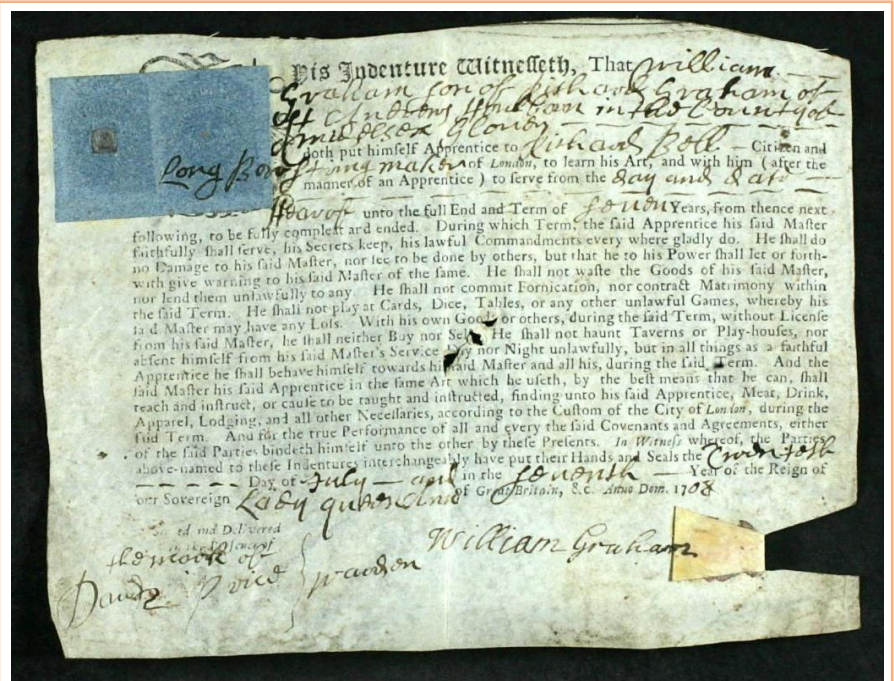 His Indenture Witnesseth, That William
Graham son of Richard Graham of
St Andrews Houlban in the County of
Midelsex Glover
doth put himself Apprentice to Richard Bell — Citizen and
Long Bow string maker of London, to learn his Art, and with him (after the
manner of an Apprentice) to serve from the day and date
heareof unto the full End and Term of seuen Years, from thence next
following, to be fully compleat and ended. During which Term, the said Apprentice his said Master
faithfully shall serve, his Secrets keep, his lawful Commandments every where gladly do. He shall do
no Damage to his said Master, nor see to be done by others, but that he to his Power shall let or forth-
with give warning to his said Master of the same. He shall not waste the Goods of his said Master,
nor lend them unlawfully to any. He shall not commit Fornication, nor contract Matrimony within
the said Term. He shall not play at Cards, Dice, Tables, or any other unlawful Games, whereby his
said Master may have any Loss. With his own Goods or others, during the said Term, without License
from his said Master, he shall neither Buy nor Sell. He shall not haunt Taverns or Play-houses, nor
absent himself from his said Master's Service Day nor Night unlawfully, but in all things as a faithful
Apprentice he shall behave himself towards his said Master and all his, during the said Term. And the
said Master his said Apprentice in the same Art which he useth, by the best means that he can, shall
teach and instruct, or cause to be taught and instructed, finding unto his said Apprentice, Meat, Drink,
Apparel, Lodging, and all other Necessaries, according to the Custom of the City of London, during the
said Term. And for the true Performance of all and every the said Covenants and Agreements, either
of the said Parties bindeth himself unto the other by these Presents. In Witness whereof, the Parties
above-named to these Indentures interchangeably have put their Hands and Seals the Twenteth
Day of July — and in the seuenth — Year of the Reign of
our Sovereign Lady queen Ann of Great Britain, &c. Anno Dom. 1708
Sealed and Delivered
in the Presence of
William Graham
the mark of
Price warden